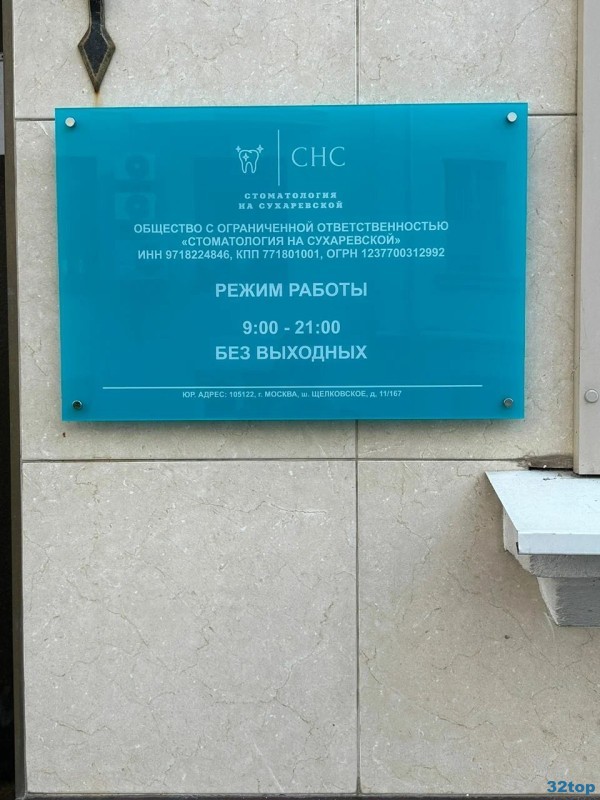 СНС
СТОМАТОЛОГИЯ
НА СУХАРЕВСКОЙ
ОБЩЕСТВО С ОГРАНИЧЕННОЙ ОТВЕТСТВЕННОСТЬЮ
«СТОМАТОЛОГИЯ НА СУХАРЕВСКОЙ»
ИНН 9718224846, КПП 771801001, ОГРН 1237700312992
РЕЖИМ РАБОТЫ
9:00 - 21:00
БЕЗ ВЫХОДНЫХ
ЮР. АДРЕС: 105122, г. МОСКВА, ш. ЩЕЛКОВСКОЕ, д. 11/167
32top